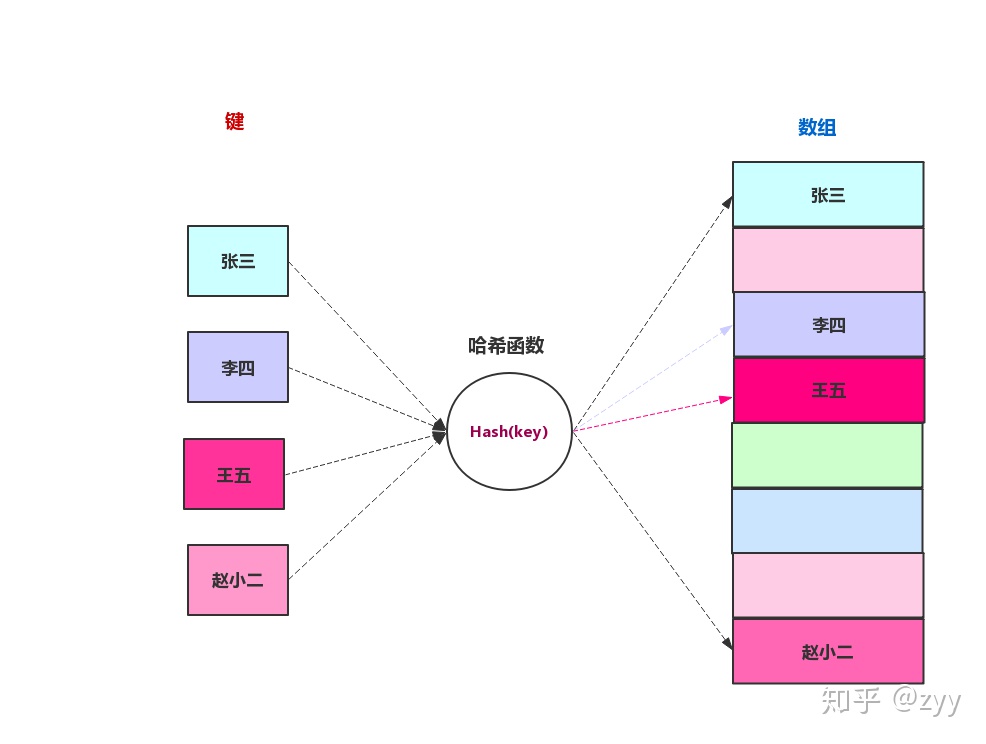 键
数组
张三
李四
王五
赵小二
哈希函数
Hash(key)
张三
李四
王五
赵小二
知乎 @zyy